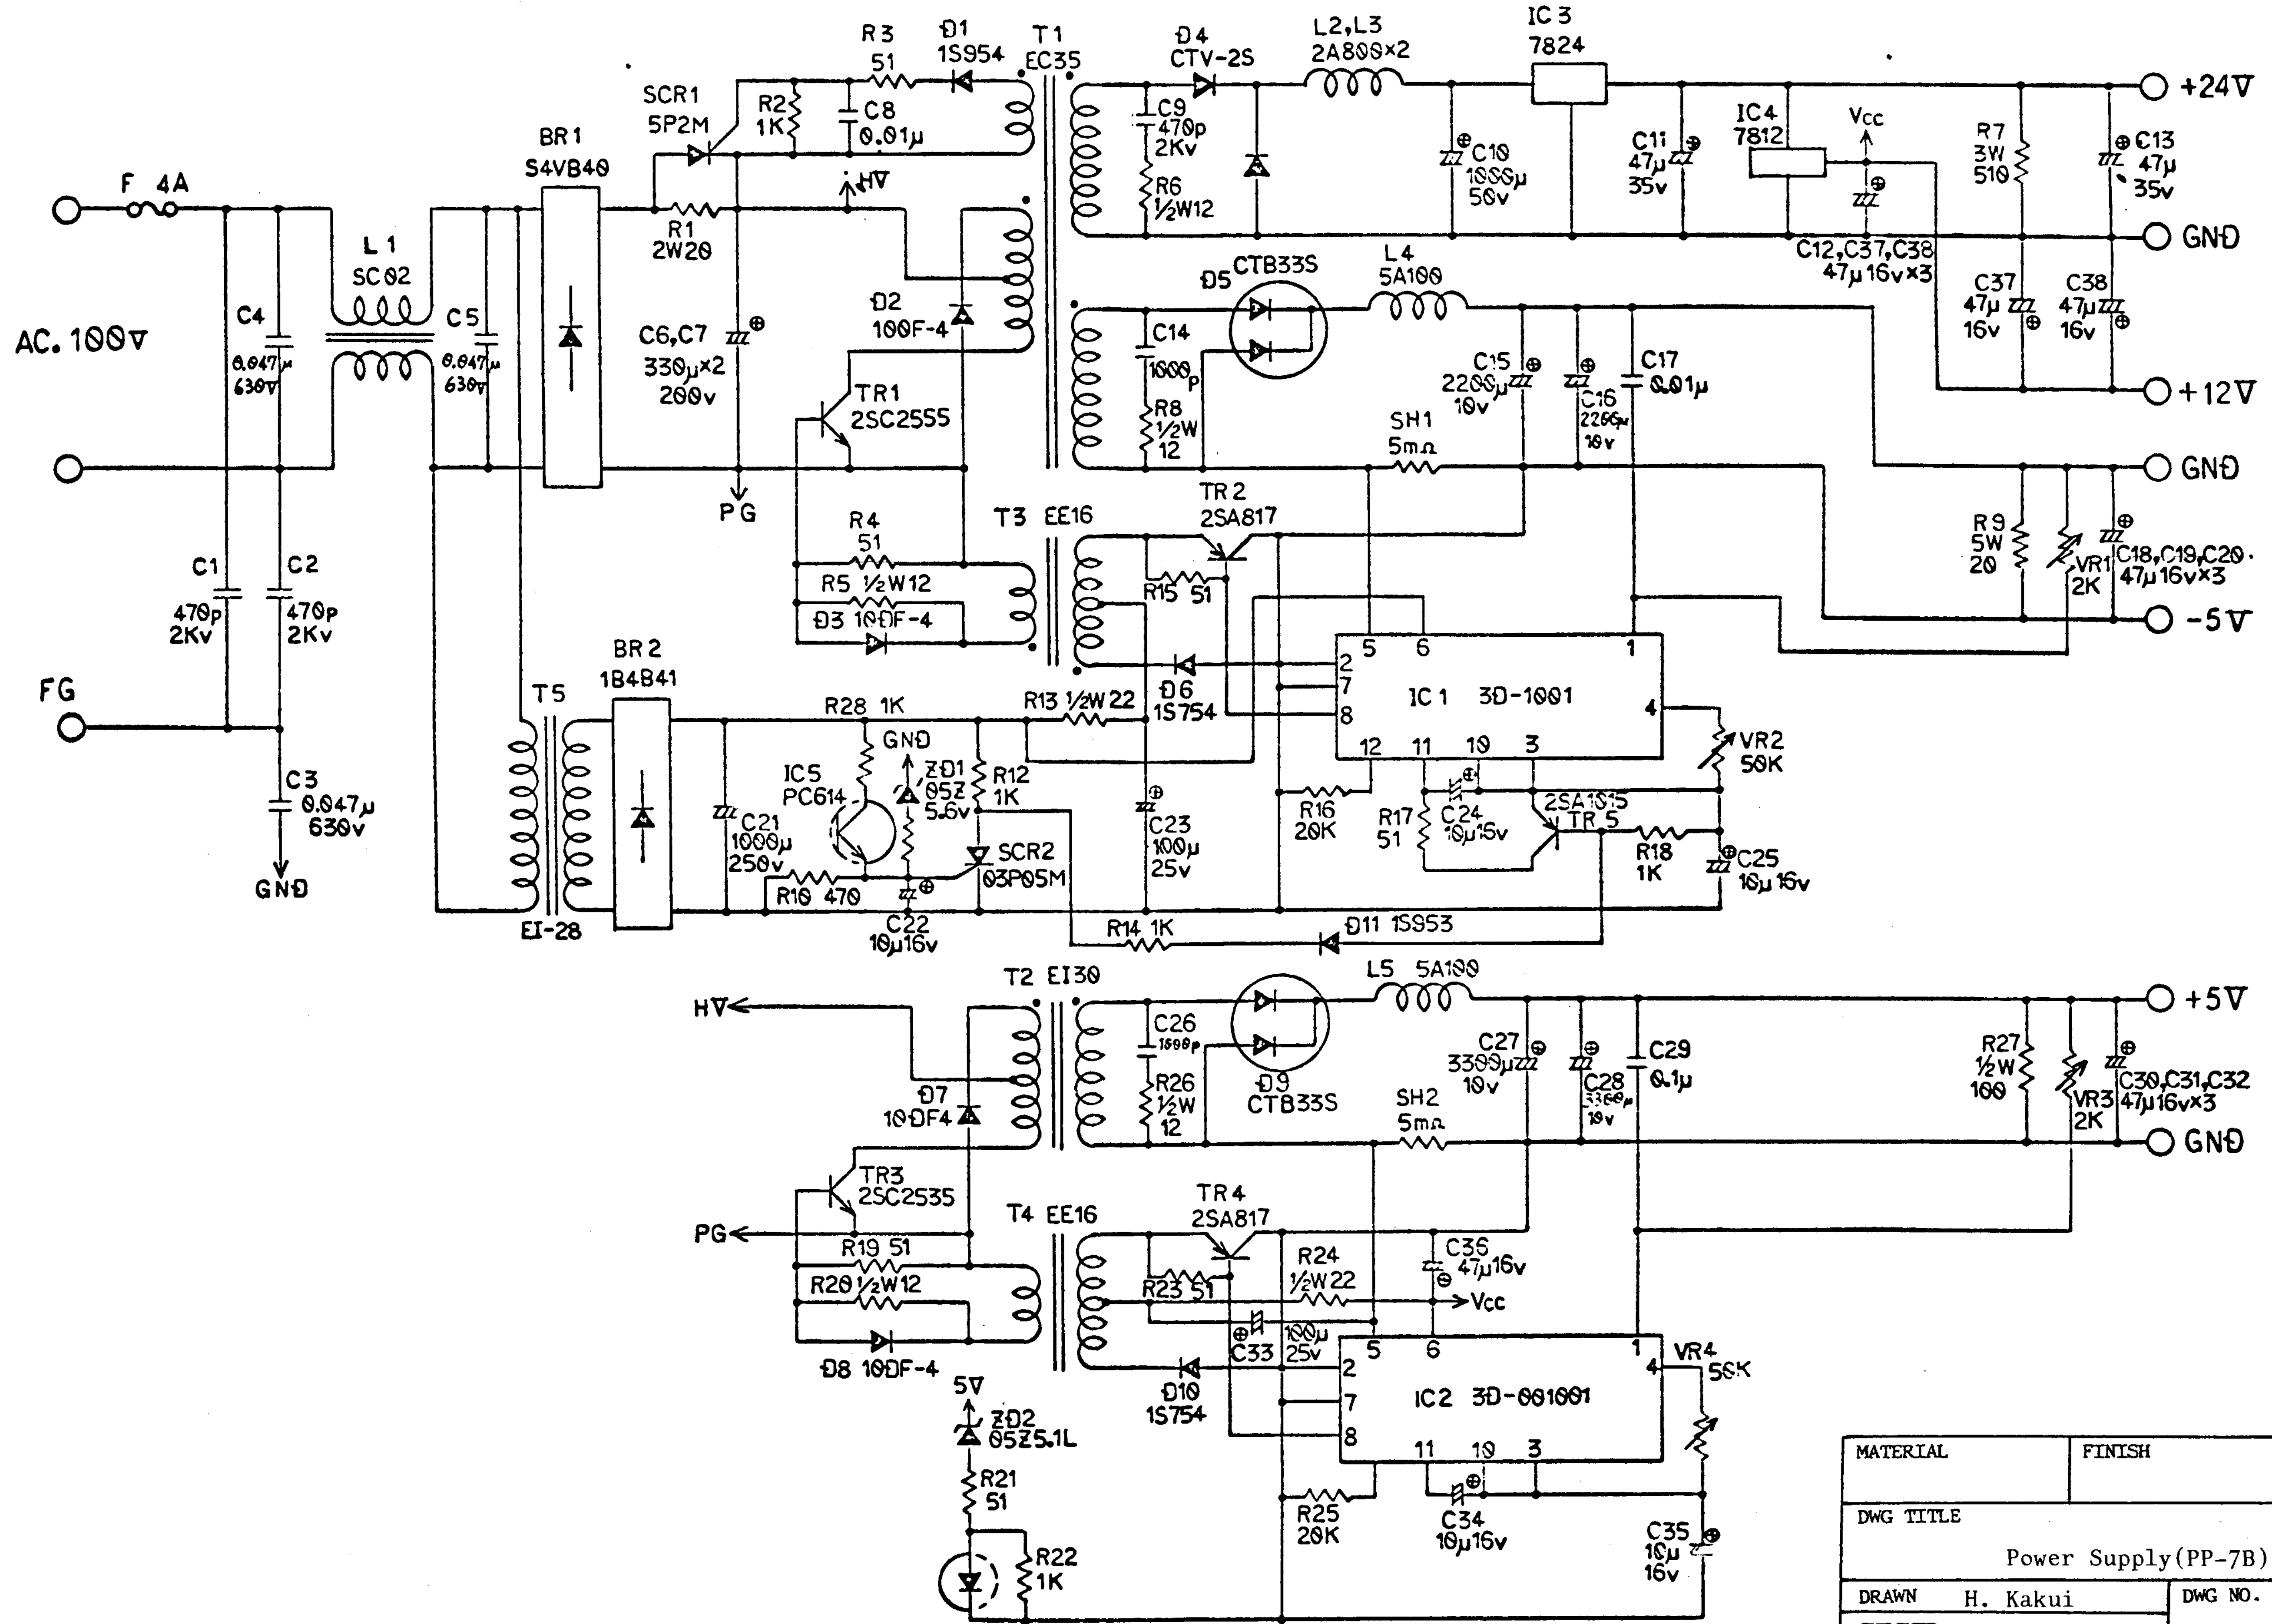 F 4A
AC. 100V
FG
C1
470p
2Kv
C2
470p
2Kv
C3
0.047μ
630v
GND
C4
0.047μ
630V
L1
SC02
C5
0.047μ
630V
BR1
S4VB40
SCR1
5P2M
R3
51
D1
1S954
R2
1K
C8
0.01μ
HV
R1
2W20
C6,C7
330μ×2
200v
PG
D2
100F-4
TR1
2SC2555
T1
EC35
C9
470p
2Kv
R6
½W12
D4
CTV-2S
L2,L3
2A800×2
C10
1000μ
50v
IC3
7824
C11
47μ
35v
IC4
7812
Vcc
C12,C37,C38
47μ16v×3
R7
3W
510
C13
47μ
35v
+24V
GND
C37
47μ
16v
C38
47μ
16v
+12V
D5
CTB33S
L4
5A100
C14
1000p
R8
½W
12
C15
2200μ
10v
C16
2200μ
10v
C17
0.01μ
SH1
5mΩ
GND
R9
5W
20
VR1
2K
C18,C19,C20
47μ16v×3
-5V
R4
51
R5 ½W12
D3 10DF-4
T3 EE16
TR2
2SA817
R15 51
D6
1S754
R13 ½W22
5 6 1
2
7
8
IC1 3D-1001
4
12 11 10 3
VR2
50K
R16
20K
R17
51
C24
10μ16v
2SA1015
TR5
R18
1K
C25
10μ16v
T5
EI-28
BR2
1B4B41
C21
1000μ
250v
R28 1K
IC5
PC614
GND
ZD1
05Z
5.6v
R12
1K
R10 470
C22
10μ16v
SCR2
03P05M
C23
100μ
25v
R14 1K
D11 1S953
HV
T2 EI30
D7
10DF4
TR3
2SC2535
PG
R19 51
R20 ½W12
D8 10DF-4
C26
R26
½W
12
D9
CTB33S
L5 5A100
C27
3300μ
10v
C28
3300μ
10v
C29
0.1μ
SH2
5mΩ
R27
½W
100
VR3
2K
C30,C31,C32
47μ16v×3
+5V
GND
T4 EE16
TR4
2SA817
R23 51
R24
½W22
C36
47μ16v
Vcc
C33
100μ
25v
D10
1S754
5 6 1
2
7
8
IC2 3D-001001
4
11 10 3
VR4
50K
R25
20K
C34
10μ16v
C35
10μ
16v
5V
ZD2
05Z5.1L
R21
51
R22
1K
MATERIAL
FINISH
DWG TITLE
Power Supply(PP-7B)
DRAWN H. Kakui
DWG NO.